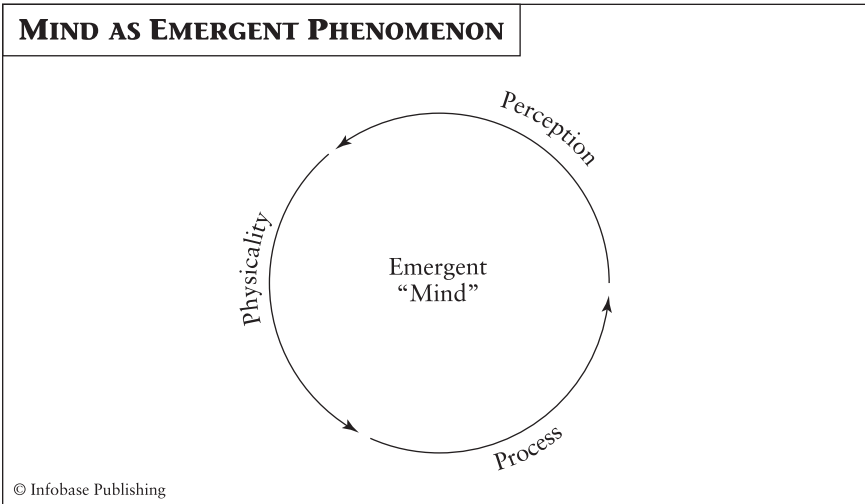 MIND AS EMERGENT PHENOMENON
Perception
Physicality
Emergent
“Mind”
Process
© Infobase Publishing